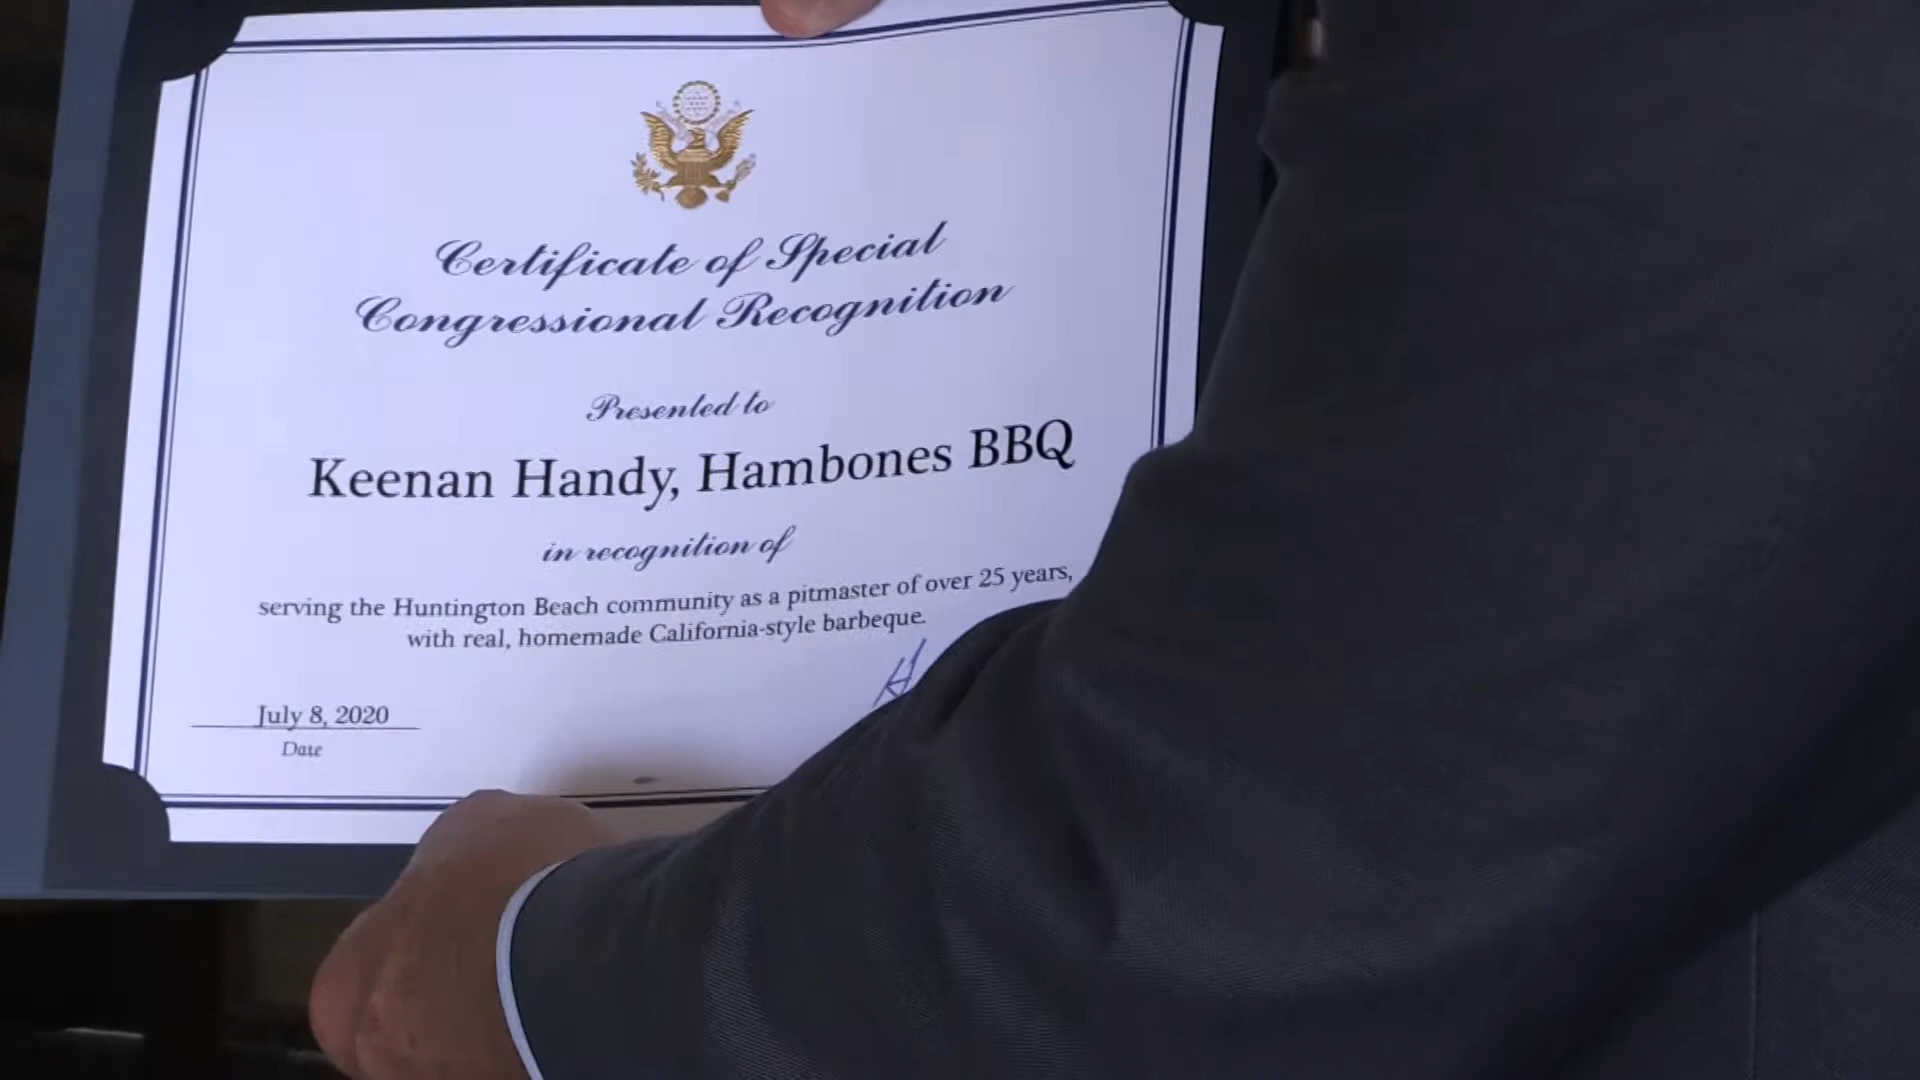 Certificate of Special
Congressional Recognition
Presented to
Keenan Handy, Hambones BBQ
in recognition of
serving the Huntington Beach community as a pitmaster of over 25 years,
with real, homemade California-style barbeque.
July 8, 2020
Date